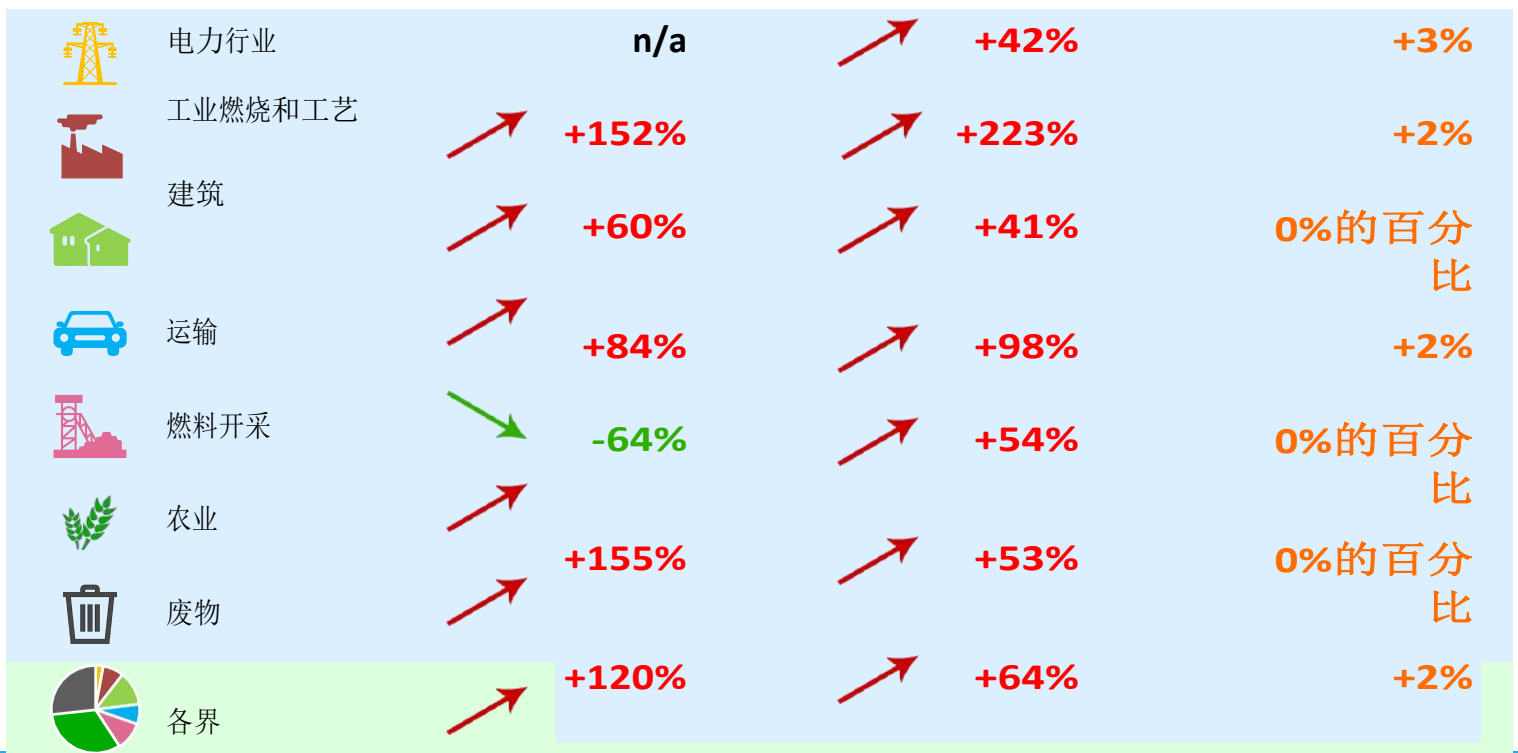 电力行业 n/a +42% +3%
工业燃烧和工艺 +152% +223% +2%
建筑 +60% +41% 0%的百分
比
运输 +84% +98% +2%
燃料开采 -64% +54% 0%的百分
比
农业 +155% +53% 0%的百分
比
废物 +120% +64% +2%
各界